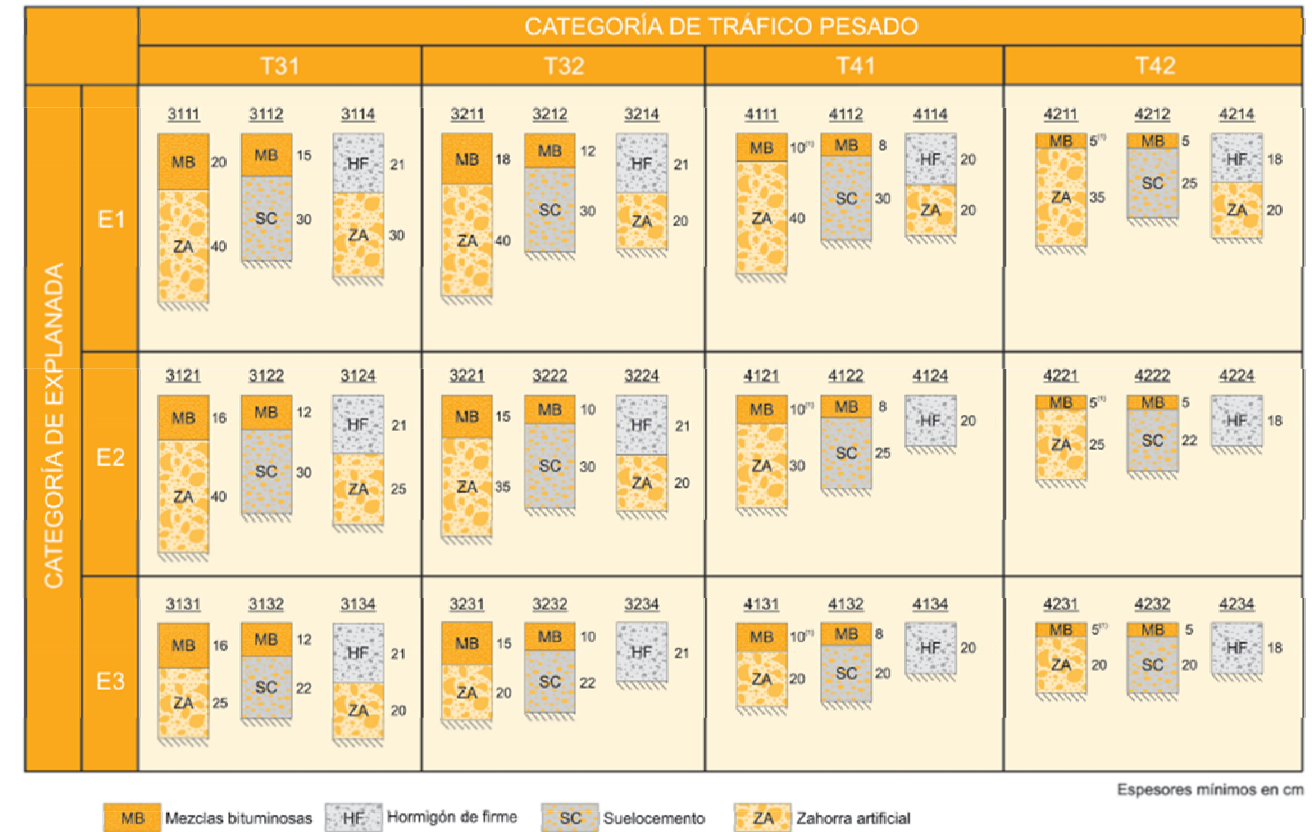 CATEGORÍA DE TRÁFICO PESADO
T31 T32 T41 T42
CATEGORÍA DE EXPLANADA
E1
3111 3112 3114 3211 3212 3214 4111 4112 4114 4211 4212 4214
MB 20 MB 15 HF 21 MB 18 MB 12 HF 21 MB 10(1) MB 8 HF 20 MB 5(1) MB 5 HF 18
ZA 40 SC 30 ZA 30 ZA 40 SC 30 ZA 20 ZA 40 SC 30 ZA 20 ZA 35 SC 25 ZA 20
E2
3121 3122 3124 3221 3222 3224 4121 4122 4124 4221 4222 4224
MB 16 MB 12 HF 21 MB 15 MB 10 HF 21 MB 10(1) MB 8 HF 20 MB 5(1) MB 5 HF 18
ZA 40 SC 30 ZA 25 ZA 35 SC 30 ZA 20 ZA 30 SC 25 ZA 25 SC 22
E3
3131 3132 3134 3231 3232 3234 4131 4132 4134 4231 4232 4234
MB 16 MB 12 HF 21 MB 15 MB 10 HF 21 MB 10(1) MB 8 HF 20 MB 5(1) MB 5 HF 18
ZA 25 SC 22 ZA 20 ZA 20 SC 22 ZA 20 SC 20 ZA 20 SC 20
Espesores mínimos en cm
MB Mezclas bituminosas HF Hormigón de firme SC Suelocemento ZA Zahorra artificial